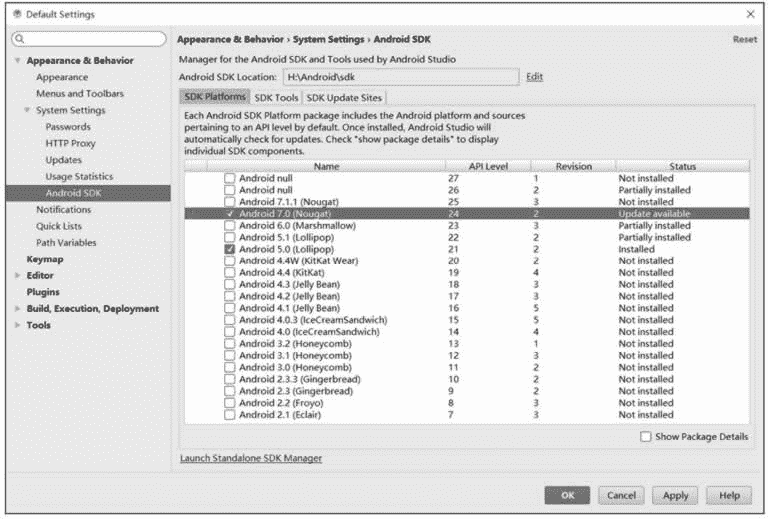 Default Settings
Appearance & Behavior
Appearance
Menus and Toolbars
System Settings
Passwords
HTTP Proxy
Updates
Usage Statistics
Android SDK
Notifications
Quick Lists
Path Variables
Keymap
Editor
Plugins
Build, Execution, Deployment
Tools
Appearance & Behavior › System Settings › Android SDK
Reset
Manager for the Android SDK and Tools used by Android Studio
Android SDK Location: H:\Android\sdk Edit
SDK Platforms SDK Tools SDK Update Sites
Each Android SDK Platform package includes the Android platform and sources
pertaining to an API level by default. Once installed, Android Studio will
automatically check for updates. Check "show package details" to display
individual SDK components.
Name API Level Revision Status
Android null 27 1 Not installed
Android null 26 2 Partially installed
Android 7.1.1 (Nougat) 25 3 Not installed
Android 7.0 (Nougat) 24 2 Update available
Android 6.0 (Marshmallow) 23 3 Partially installed
Android 5.1 (Lollipop) 22 2 Partially installed
Android 5.0 (Lollipop) 21 2 Installed
Android 4.4W (KitKat Wear) 20 2 Not installed
Android 4.4 (KitKat) 19 4 Not installed
Android 4.3 (Jelly Bean) 18 3 Not installed
Android 4.2 (Jelly Bean) 17 3 Not installed
Android 4.1 (Jelly Bean) 16 5 Not installed
Android 4.0.3 (IceCreamSandwich) 15 5 Not installed
Android 4.0 (IceCreamSandwich) 14 4 Not installed
Android 3.2 (Honeycomb) 13 1 Not installed
Android 3.1 (Honeycomb) 12 3 Not installed
Android 3.0 (Honeycomb) 11 2 Not installed
Android 2.3.3 (Gingerbread) 10 2 Not installed
Android 2.3 (Gingerbread) 9 2 Not installed
Android 2.2 (Froyo) 8 3 Not installed
Android 2.1 (Eclair) 7 3 Not installed
Show Package Details
Launch Standalone SDK Manager
OK Cancel Apply Help